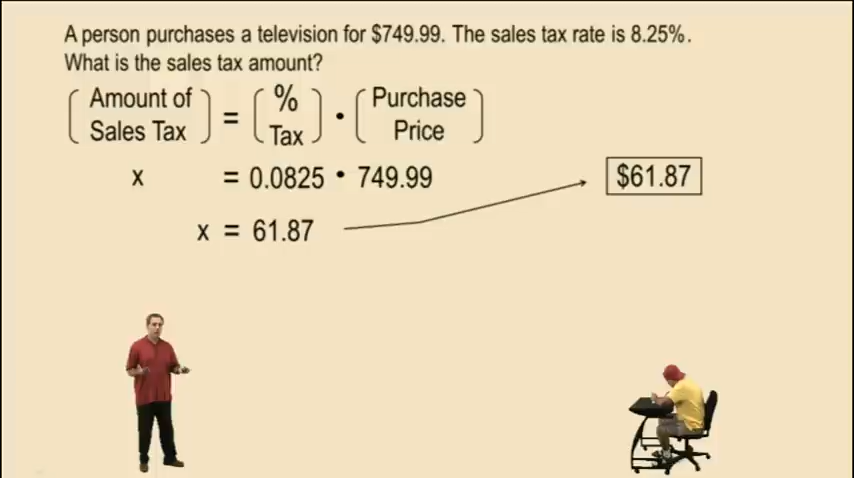 A person purchases a television for $749.99. The sales tax rate is 8.25%.
What is the sales tax amount?
( Amount of Sales Tax ) = ( % Tax ) • ( Purchase Price )
x = 0.0825 • 749.99
x = 61.87
$61.87